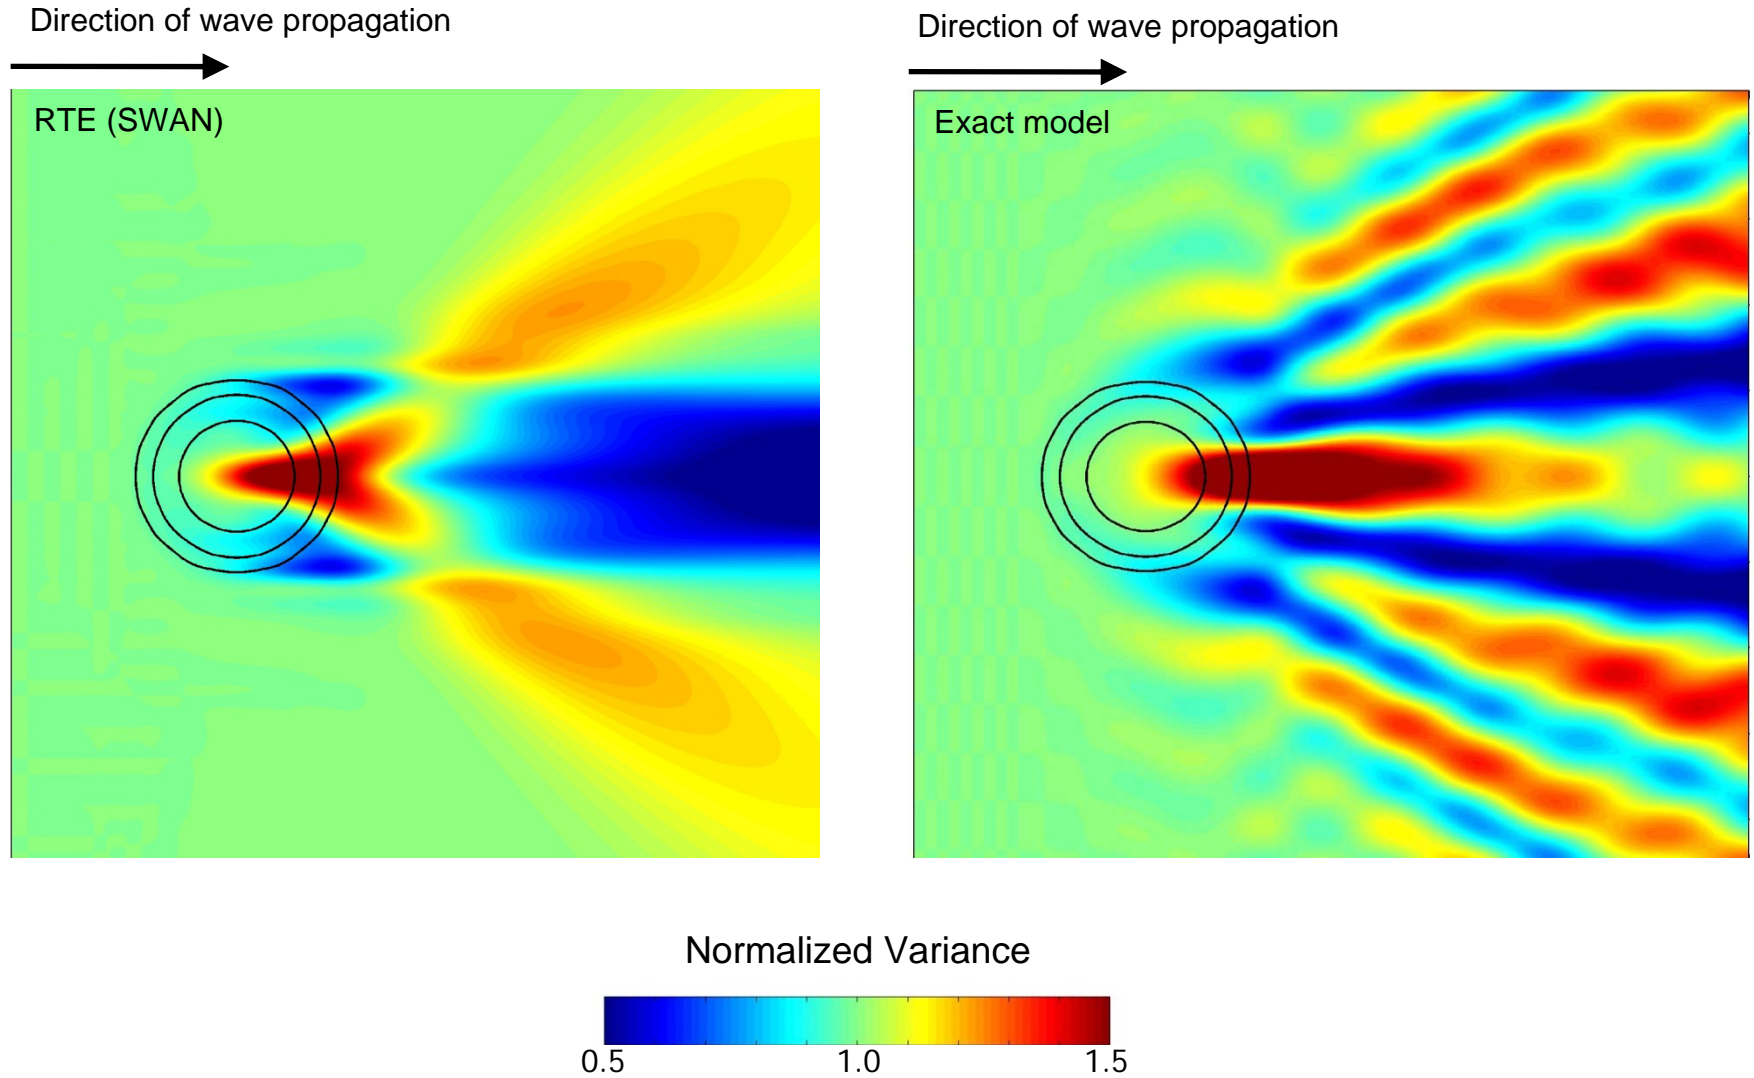 Direction of wave propagation
Direction of wave propagation
RTE (SWAN)
Exact model
Normalized Variance
0.5 1.0 1.5